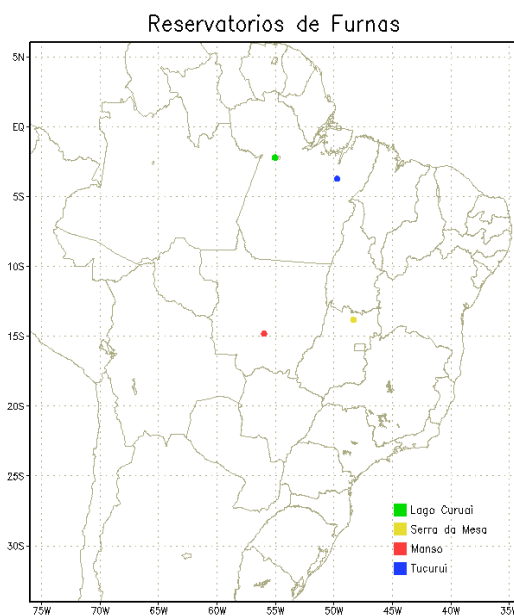 Reservatorios de Furnas
5N
EQ
5S
10S
15S
20S
25S
30S
Lago Curuai
Serra da Mesa
Manso
Tucurui
75W 70W 65W 60W 55W 50W 45W 40W 35W